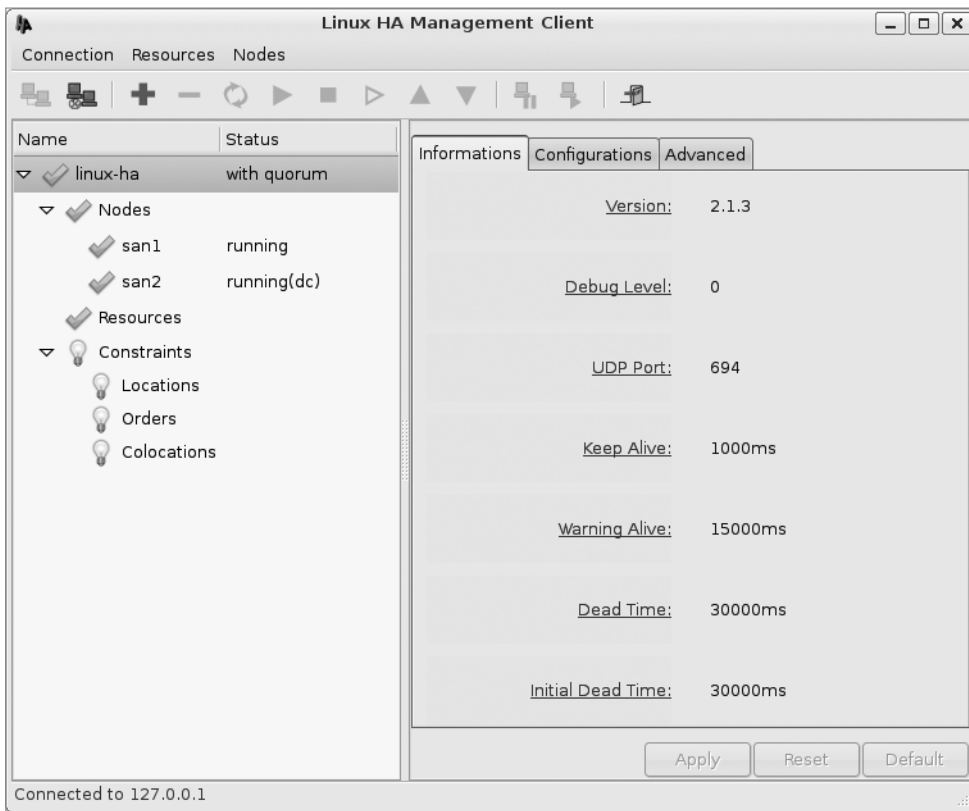 Linux HA Management Client
Connection Resources Nodes
Name Status
linux-ha with quorum
Nodes
san1 running
san2 running(dc)
Resources
Constraints
Locations
Orders
Colocations
Informations Configurations Advanced
Version: 2.1.3
Debug Level: 0
UDP Port: 694
Keep Alive: 1000ms
Warning Alive: 15000ms
Dead Time: 30000ms
Initial Dead Time: 30000ms
Apply Reset Default
Connected to 127.0.0.1